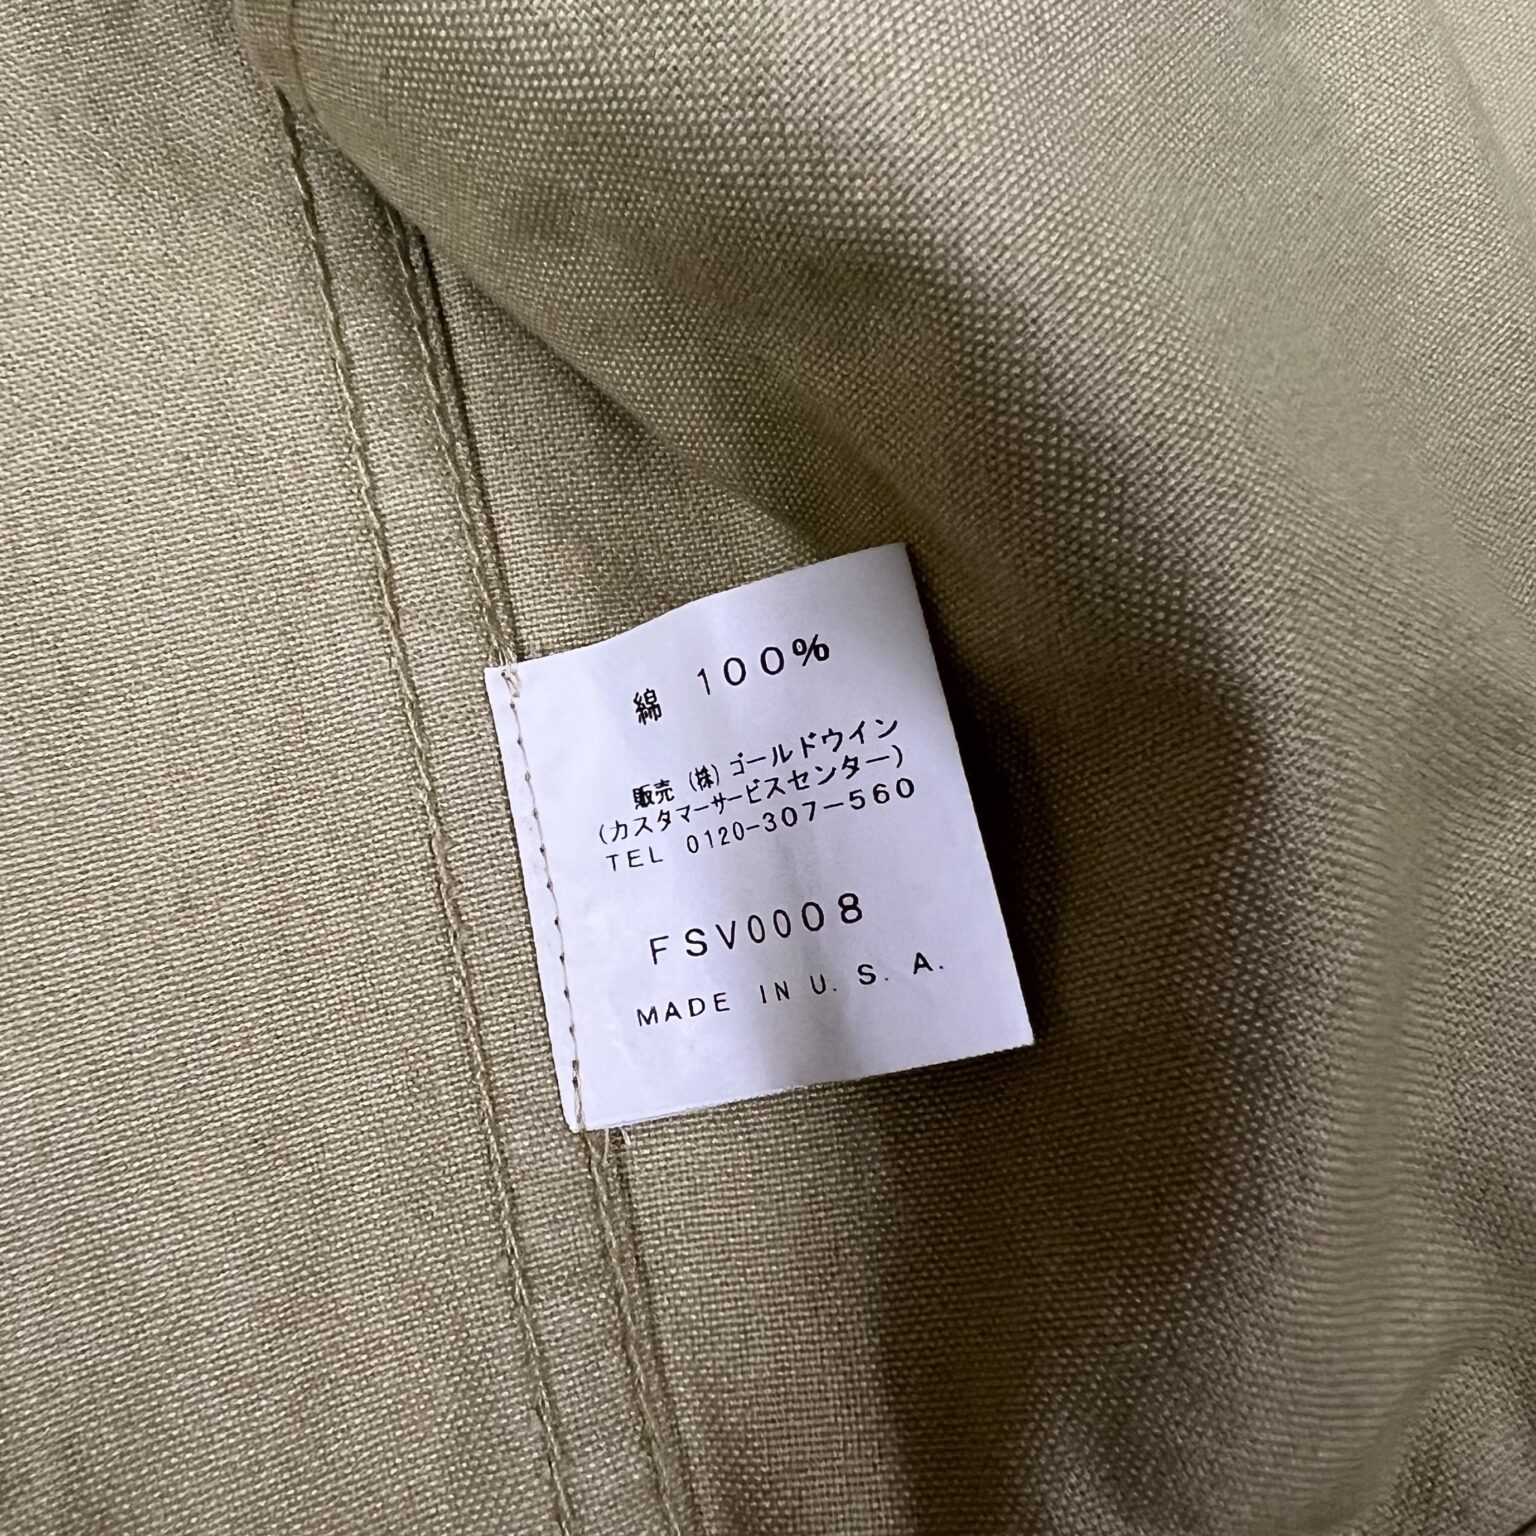 綿 100%
販売 (株)ゴールドウイン
(カスタマーサービスセンター)
TEL 0120-307-560
FSV0008
MADE IN U. S. A.